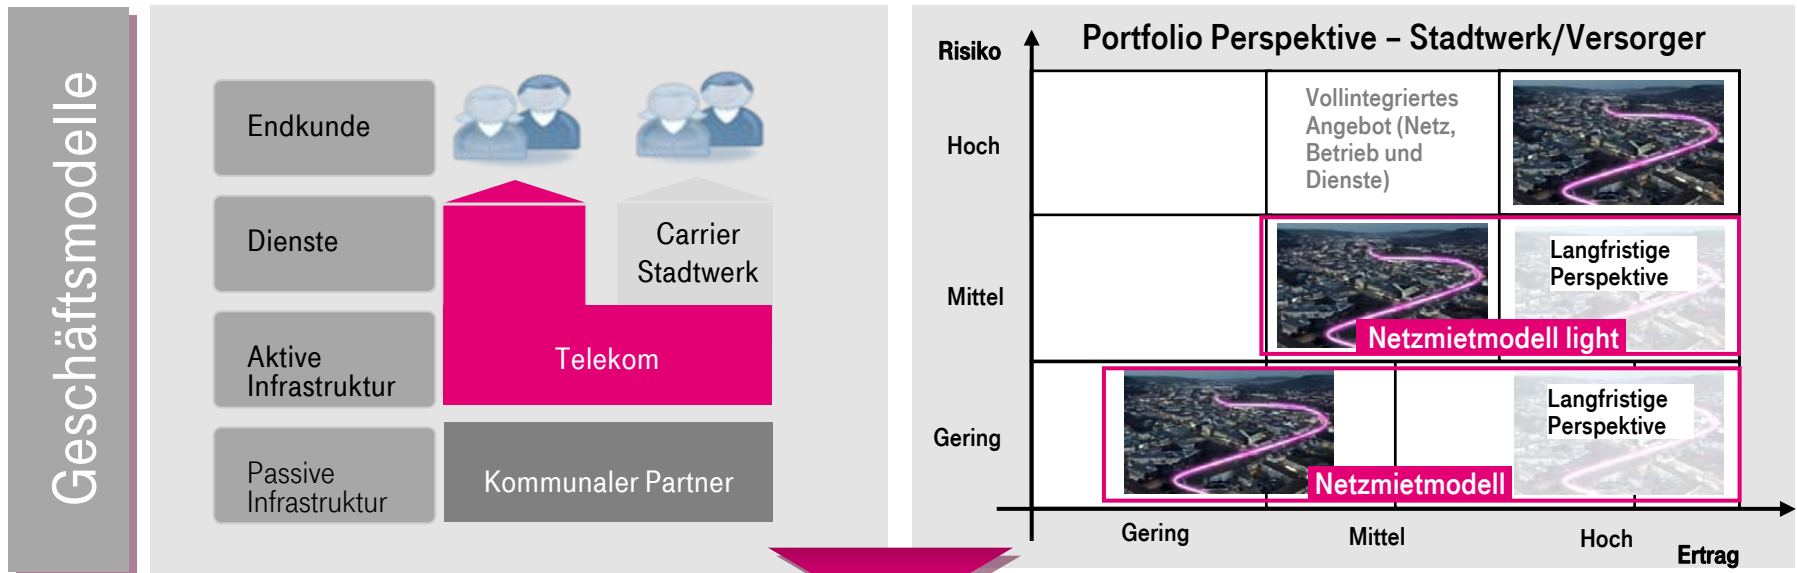 Geschäftsmodelle
Endkunde
Dienste
Carrier
Stadtwerk
Aktive
Infrastruktur
Telekom
Passive
Infrastruktur
Kommunaler Partner
Portfolio Perspektive – Stadtwerk/Versorger
Risiko
Hoch
Vollintegriertes
Angebot (Netz,
Betrieb und
Dienste)
Mittel
Langfristige
Perspektive
Netzmietmodell light
Gering
Langfristige
Perspektive
Netzmietmodell
Gering
Mittel
Hoch
Ertrag